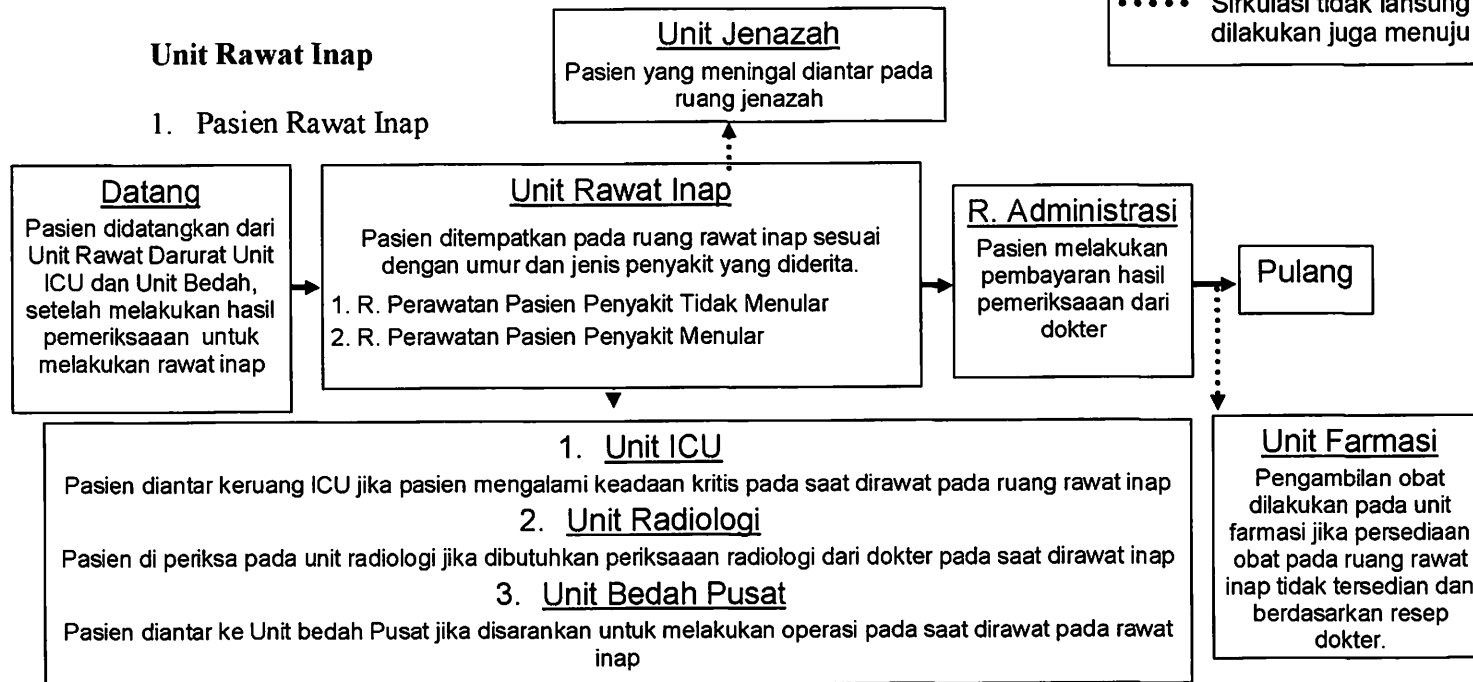 Sirkulasi tidak lansung
dilakukan juga menuju
Unit Rawat Inap
1. Pasien Rawat Inap
Unit Jenazah
Pasien yang meningal diantar pada
ruang jenazah
Datang
Pasien didatangkan dari
Unit Rawat Darurat Unit
ICU dan Unit Bedah,
setelah melakukan hasil
pemeriksaaan untuk
melakukan rawat inap
Unit Rawat Inap
Pasien ditempatkan pada ruang rawat inap sesuai
dengan umur dan jenis penyakit yang diderita.
1. R. Perawatan Pasien Penyakit Tidak Menular
2. R. Perawatan Pasien Penyakit Menular
R. Administrasi
Pasien melakukan
pembayaran hasil
pemeriksaaan dari
dokter
Pulang
1. Unit ICU
Pasien diantar keruang ICU jika pasien mengalami keadaan kritis pada saat dirawat pada ruang rawat inap
2. Unit Radiologi
Pasien di periksa pada unit radiologi jika dibutuhkan periksaaan radiologi dari dokter pada saat dirawat inap
3. Unit Bedah Pusat
Pasien diantar ke Unit bedah Pusat jika disarankan untuk melakukan operasi pada saat dirawat pada rawat
inap
Unit Farmasi
Pengambilan obat
dilakukan pada unit
farmasi jika persediaan
obat pada ruang rawat
inap tidak tersedian dan
berdasarkan resep
dokter.